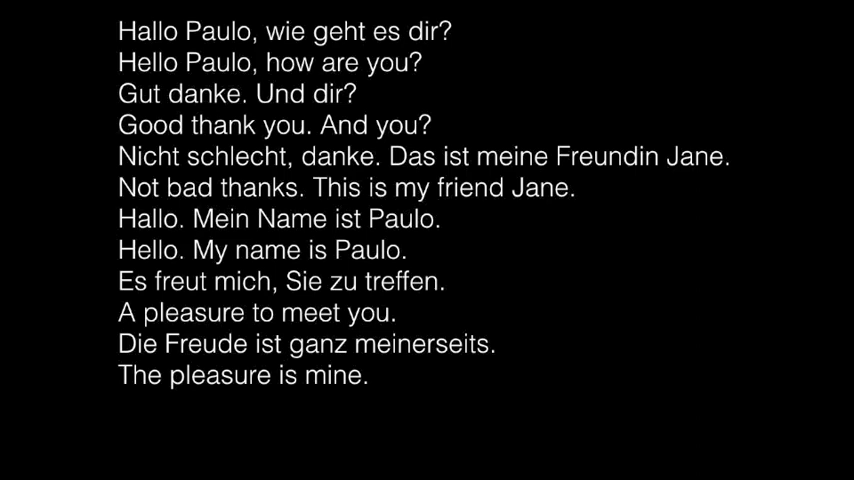 Hallo Paulo, wie geht es dir?
Hello Paulo, how are you?
Gut danke. Und dir?
Good thank you. And you?
Nicht schlecht, danke. Das ist meine Freundin Jane.
Not bad thanks. This is my friend Jane.
Hallo. Mein Name ist Paulo.
Hello. My name is Paulo.
Es freut mich, Sie zu treffen.
A pleasure to meet you.
Die Freude ist ganz meinerseits.
The pleasure is mine.